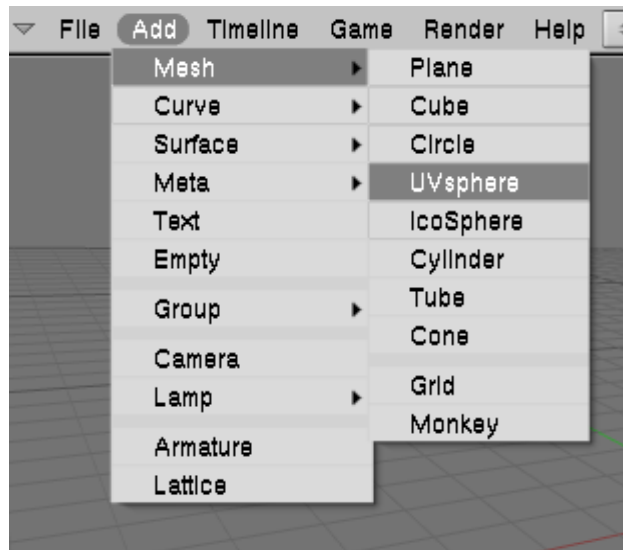 File Add Timeline Game Render Help
Mesh
Curve
Surface
Meta
Text
Empty
Group
Camera
Lamp
Armature
Lattice
Plane
Cube
Circle
UVsphere
IcoSphere
Cylinder
Tube
Cone
Grid
Monkey